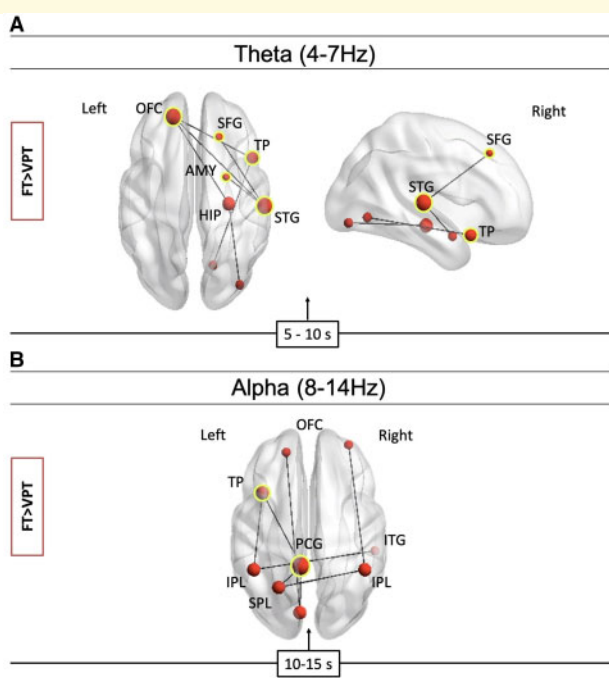 A
Theta (4-7Hz)
Left
OFC
SFG
TP
AMY
HIP
STG
FT>VPT
Right
SFG
STG
TP
5 - 10 s
B
Alpha (8-14Hz)
OFC
Left
Right
FT>VPT
TP
PCG
ITG
IPL
IPL
SPL
10-15 s